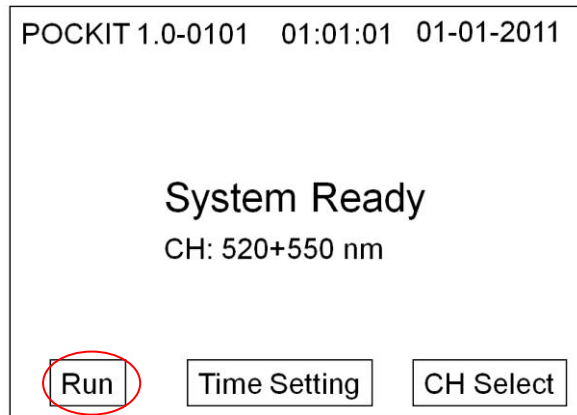 POCKIT 1.0-0101 01:01:01 01-01-2011
System Ready
CH: 520+550 nm
Run Time Setting CH Select